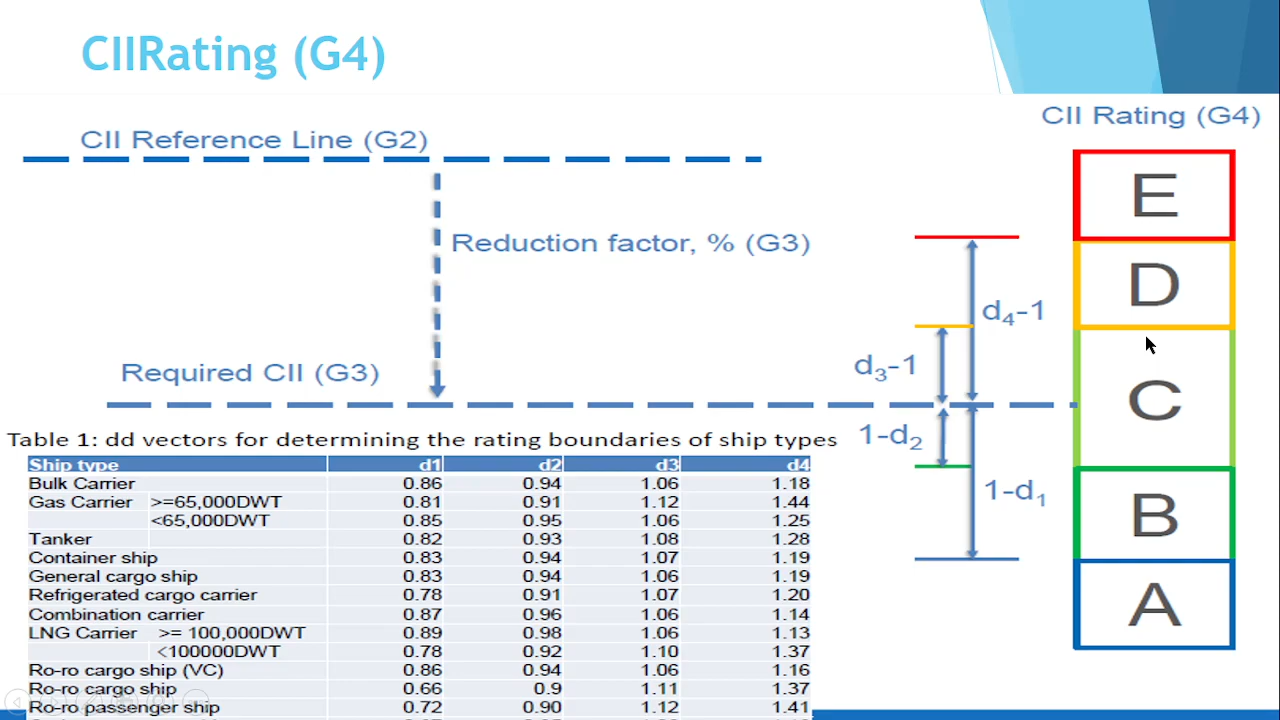 CIIRating (G4)
CII Reference Line (G2)
CII Rating (G4)
Reduction factor, % (G3)
Required CII (G3)
E
D
C
B
A
d4-1
d3-1
1-d2
1-d1
Table 1: dd vectors for determining the rating boundaries of ship types
Ship type d1 d2 d3 d4
Bulk Carrier 0.86 0.94 1.06 1.18
Gas Carrier >=65,000DWT 0.81 0.91 1.12 1.44
<65,000DWT 0.85 0.95 1.06 1.25
Tanker 0.82 0.93 1.08 1.28
Container ship 0.83 0.94 1.07 1.19
General cargo ship 0.83 0.94 1.06 1.19
Refrigerated cargo carrier 0.78 0.91 1.07 1.20
Combination carrier 0.87 0.96 1.06 1.14
LNG Carrier >= 100,000DWT 0.89 0.98 1.06 1.13
<100000DWT 0.78 0.92 1.10 1.37
Ro-ro cargo ship (VC) 0.86 0.94 1.06 1.16
Ro-ro cargo ship 0.66 0.9 1.11 1.37
Ro-ro passenger ship 0.72 0.90 1.12 1.41